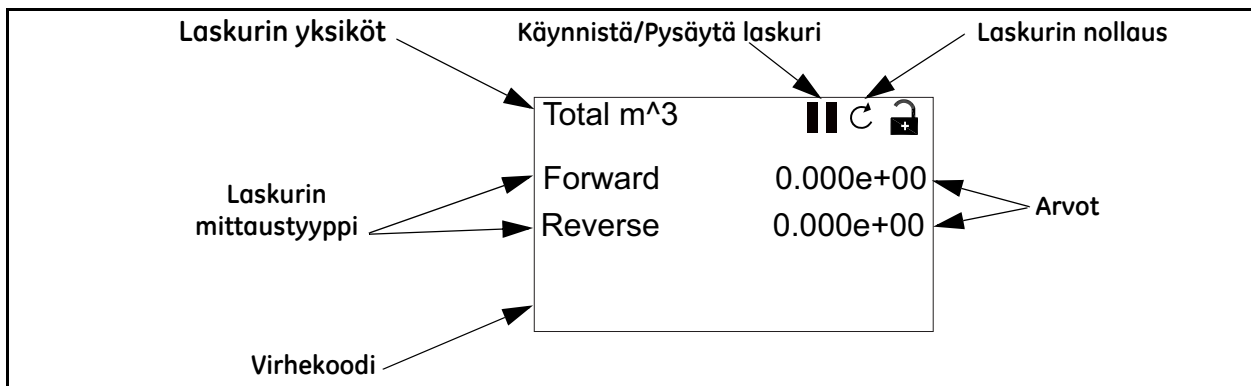 Laskurin yksiköt
Käynnistä/Pysäytä laskuri
Laskurin nollaus
Total m^3
Forward 0.000e+00
Reverse 0.000e+00
Laskurin
mittaustyyppi
Arvot
Virhekoodi